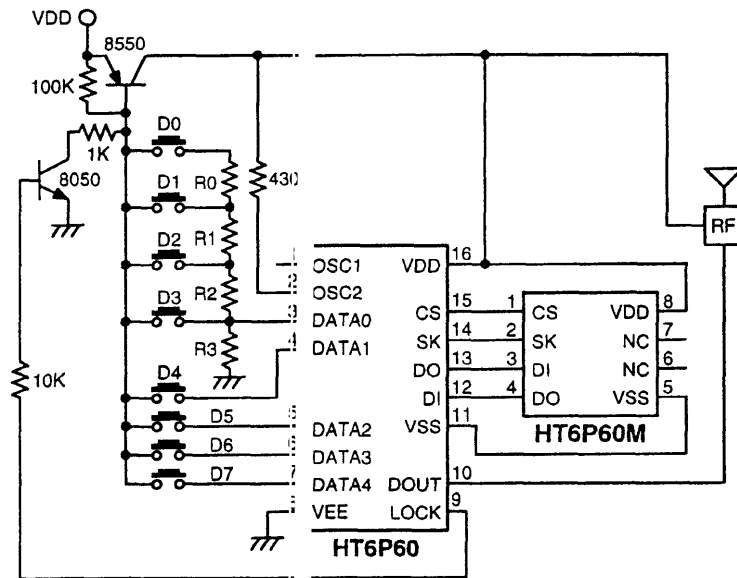 VDD
8550
100K
1K
8050
10K
D0
D1
D2
D3
D4
D5
D6
D7
R0
R1
R2
R3
430
1
2
3
4
7
OSC1
OSC2
DATA0
DATA1
DATA2
DATA3
DATA4
VEE
VDD
CS
SK
DO
DI
VSS
DOUT
LOCK
16
15
14
13
12
11
10
9
HT6P60
1
2
3
4
CS
SK
DI
DO
VDD
NC
NC
VSS
8
7
6
5
HT6P60M
RF